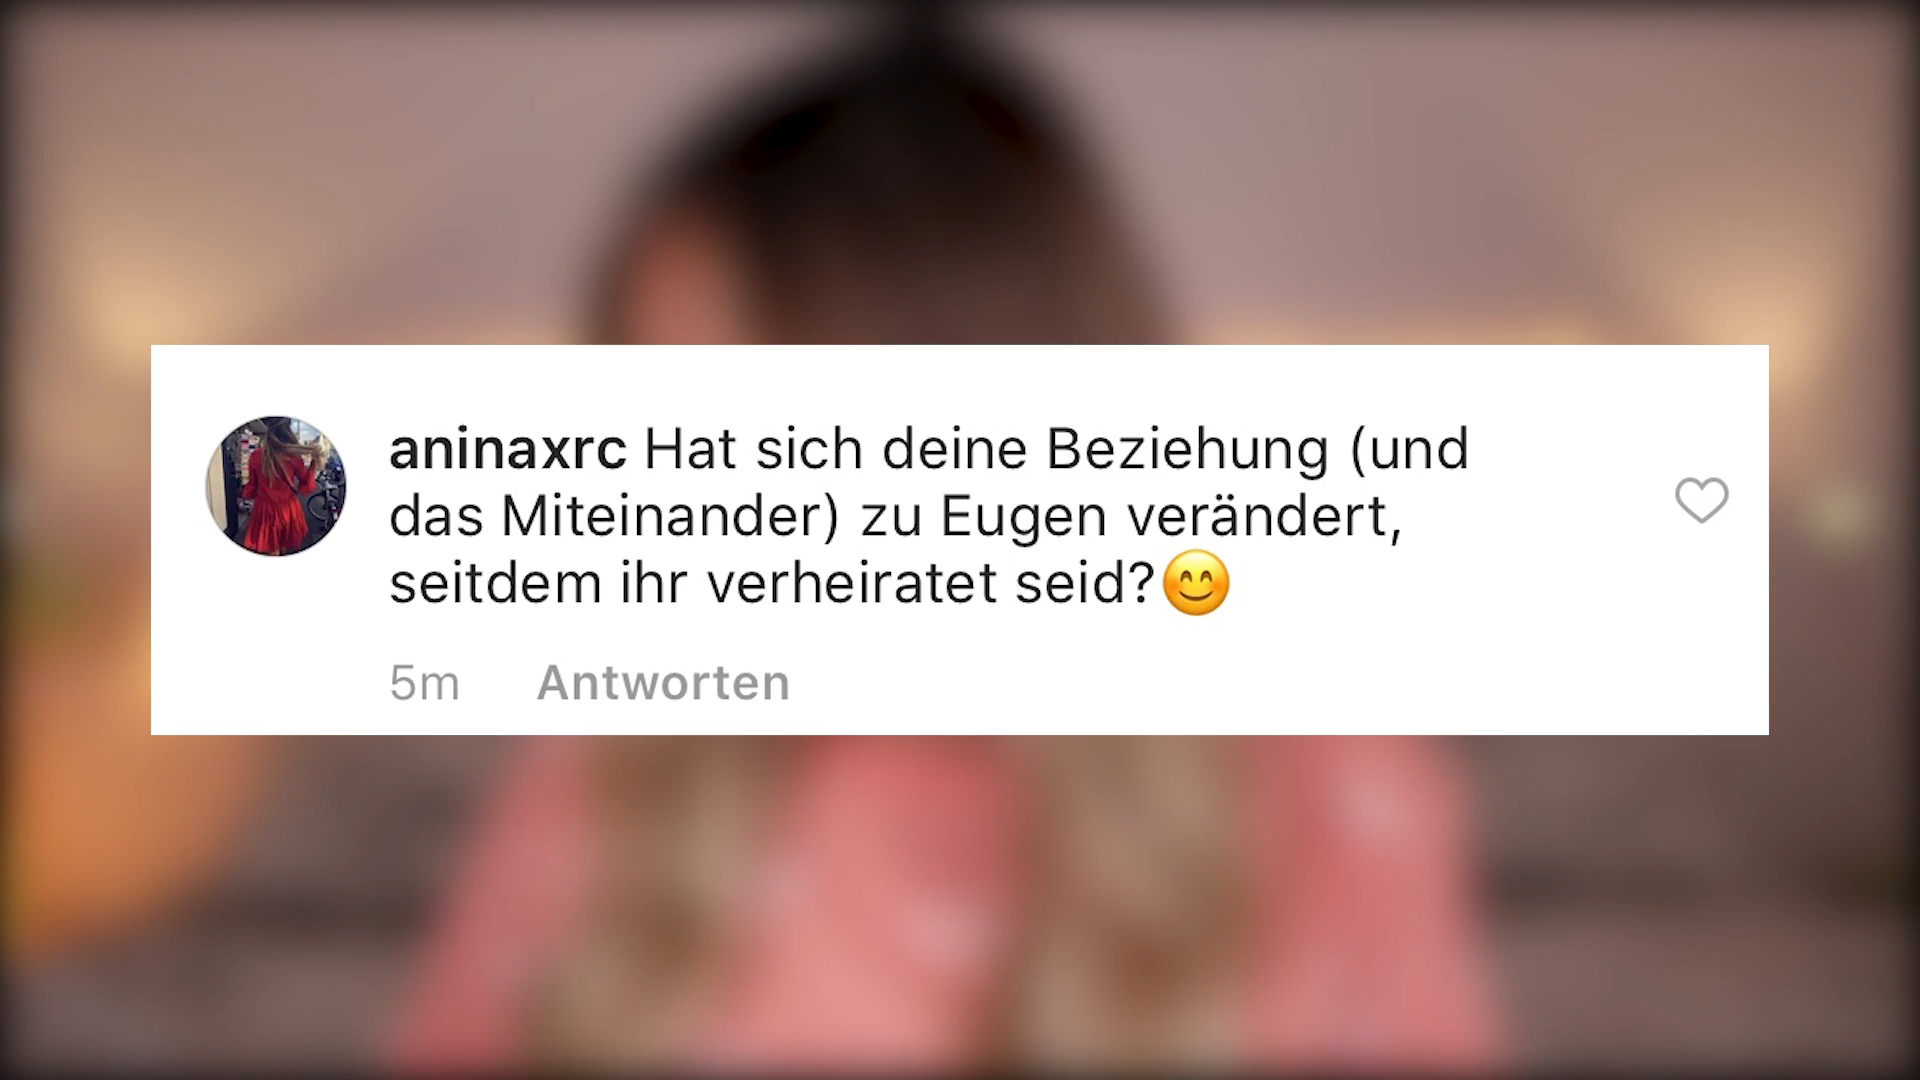 aninaxrc Hat sich deine Beziehung (und
das Miteinander) zu Eugen verändert,
seitdem ihr verheiratet seid?😊
5m Antworten